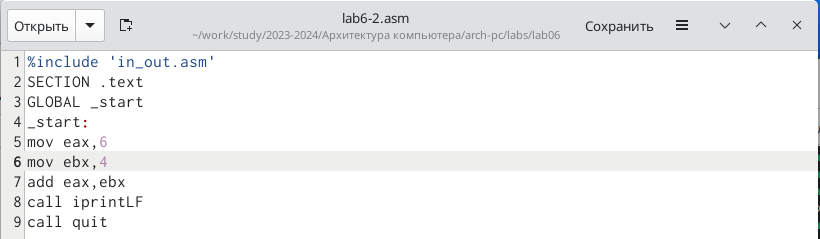 lab6-2.asm
Открыть
~/work/study/2023-2024/Архитектура компьютера/arch-pc/labs/lab06
Сохранить
1 %include 'in_out.asm'
2 SECTION .text
3 GLOBAL _start
4 _start:
5 mov eax,6
6 mov ebx,4
7 add eax,ebx
8 call iprintLF
9 call quit